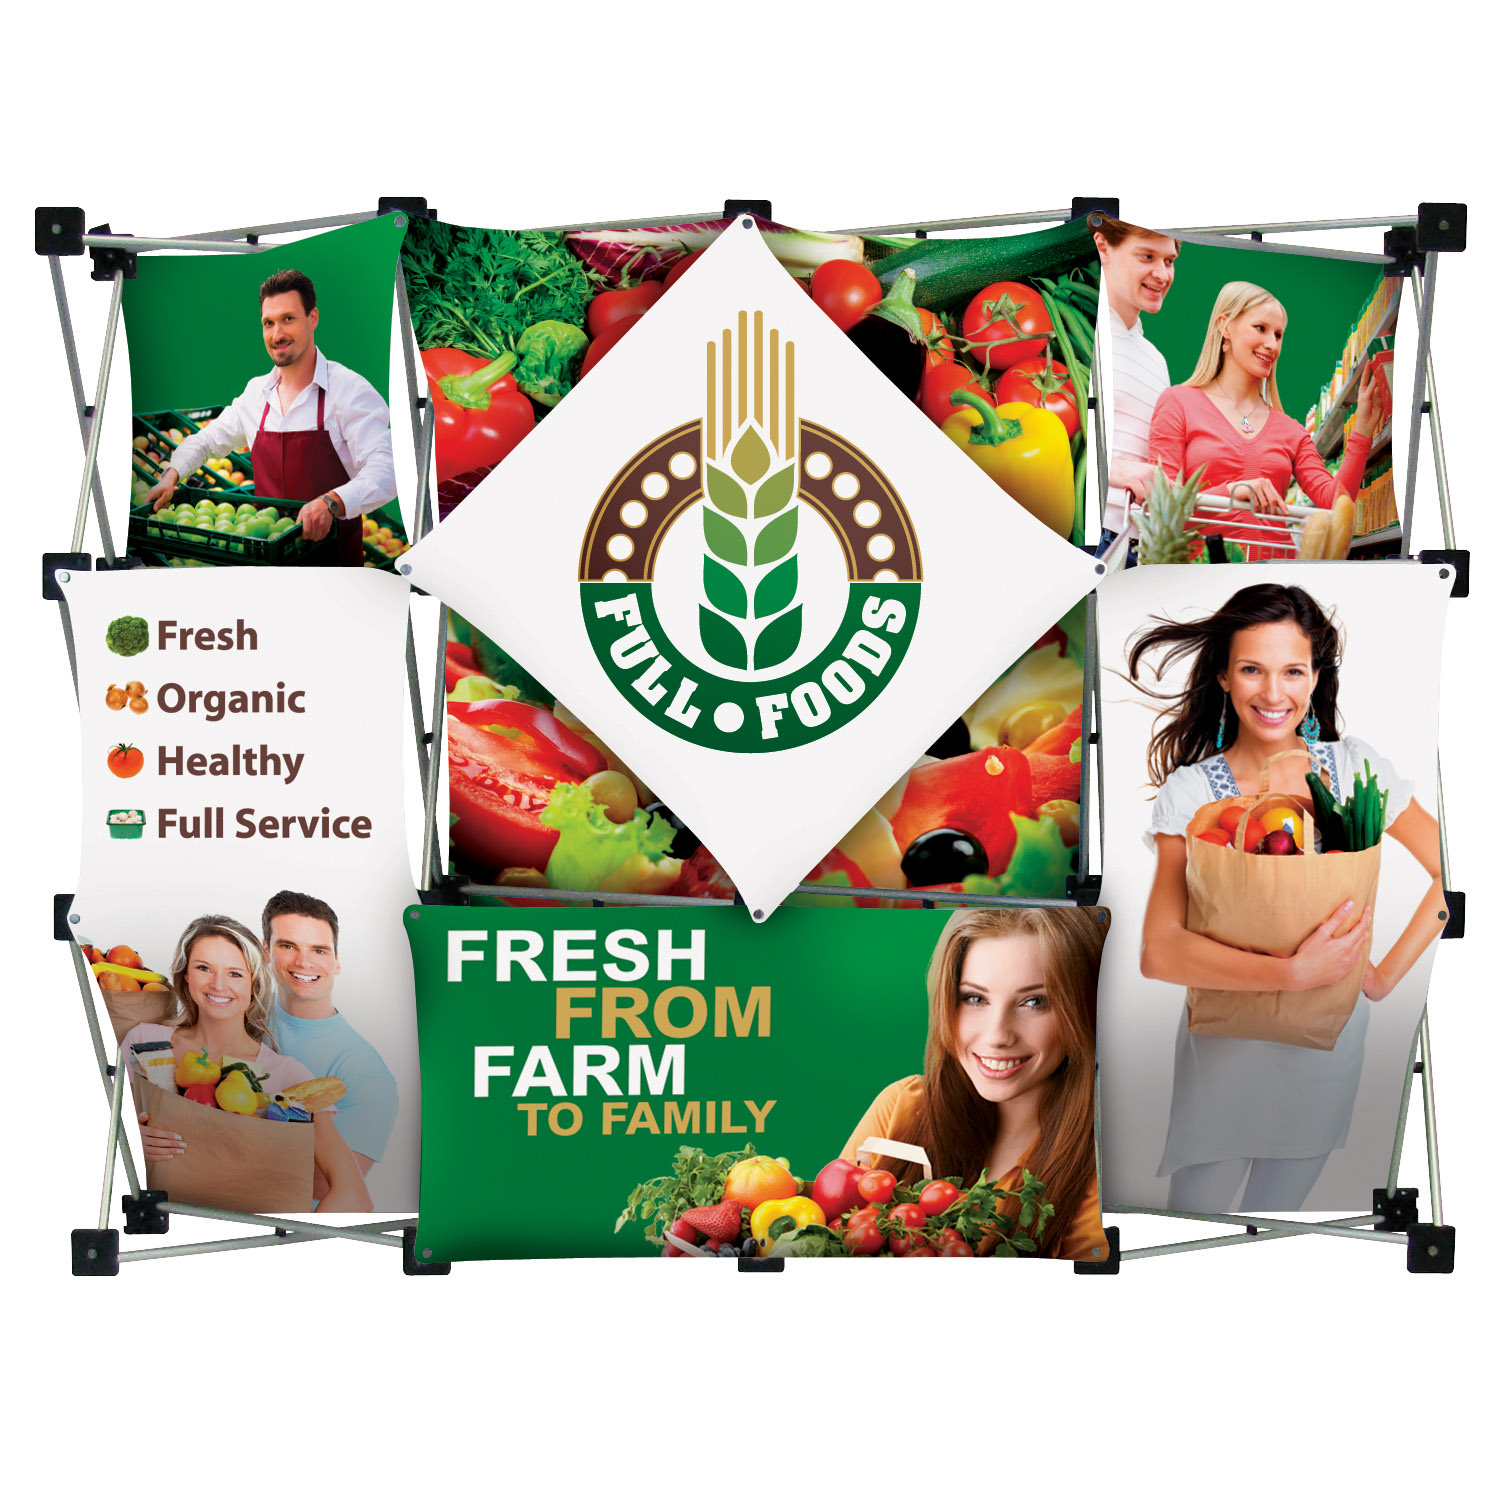 FULL • FOODS
Fresh
Organic
Healthy
Full Service
FRESH
FROM
FARM
TO FAMILY